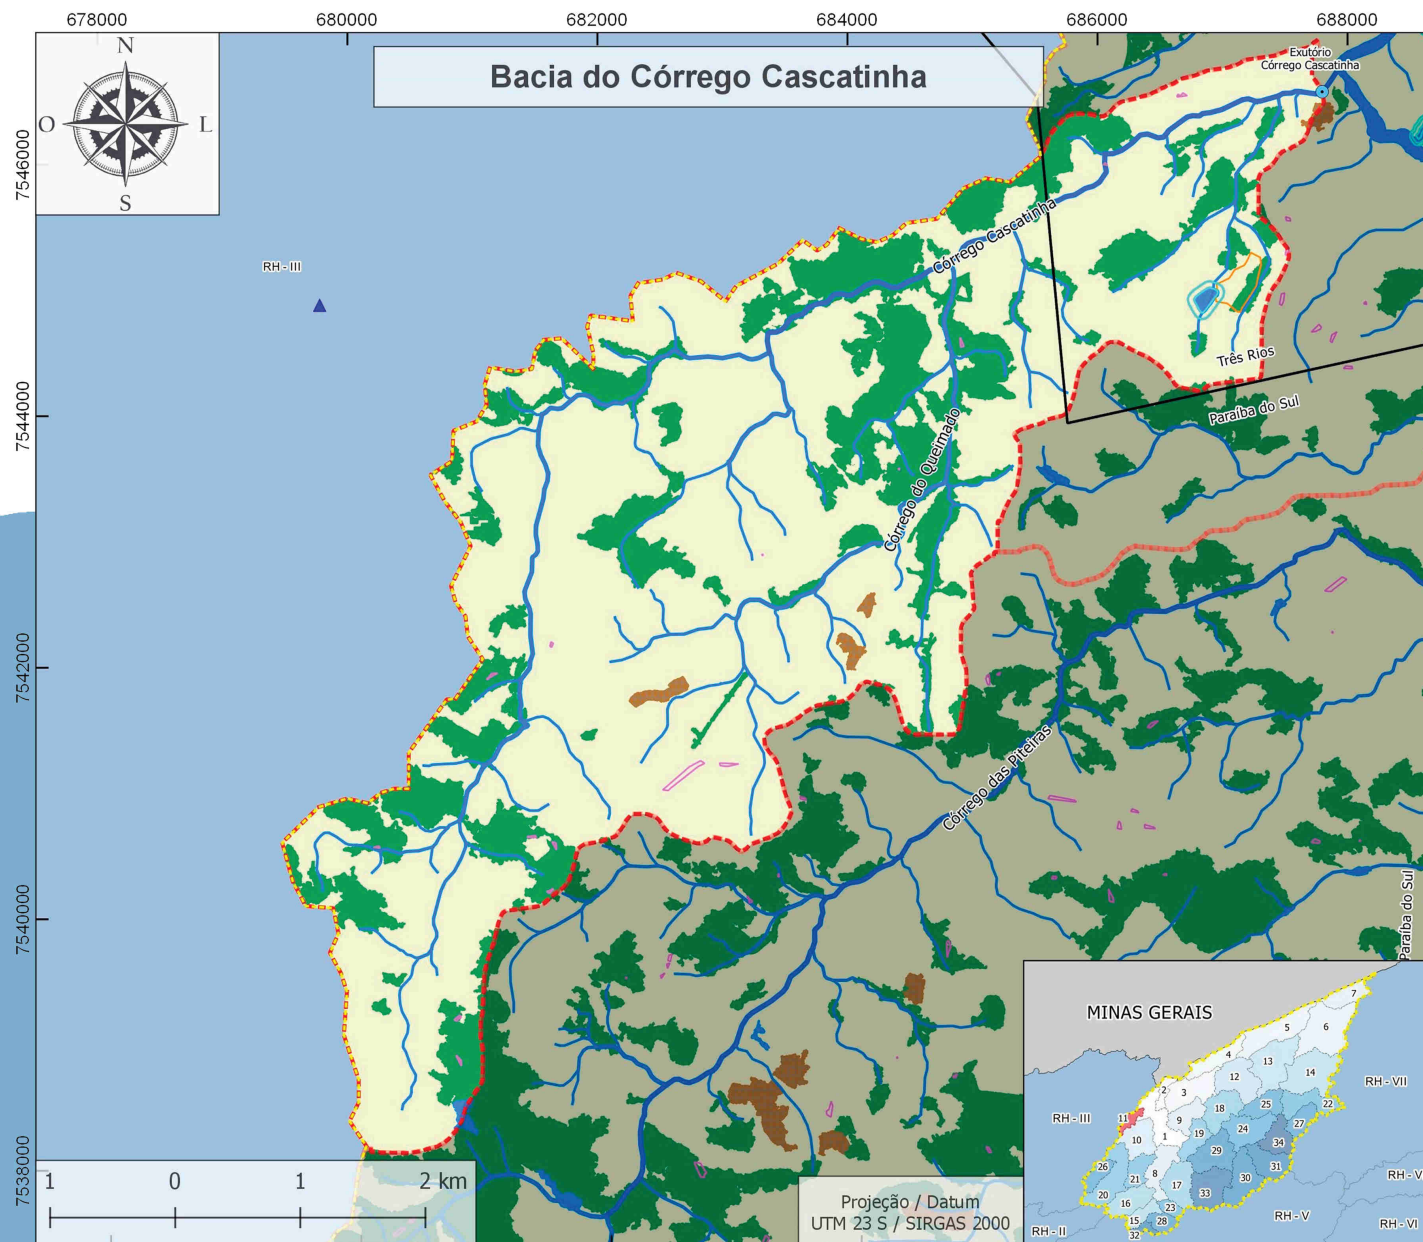 678000 680000 682000 684000 686000 688000
N
O L
S
Bacia do Córrego Cascatinha
Exutório
Córrego Cascatinha
7546000
RH - III
Córrego Cascatinha
Três Rios
Paraíba do Sul
7544000
Córrego do Queimado
7542000
Córrego das Piteiras
7540000
Paraíba do Sul
7538000
1 0 1 2 km
Projeção / Datum
UTM 23 S / SIRGAS 2000
MINAS GERAIS
7
5 6
4 13
12 14
RH - VII
2 3
RH - III
11
18 25 22
9 27
10 1 19 24
34
29
26 8 31
21 30
20 17
33
16 23
15 28
32
RH - II
RH - V
RH - V
RH - VI